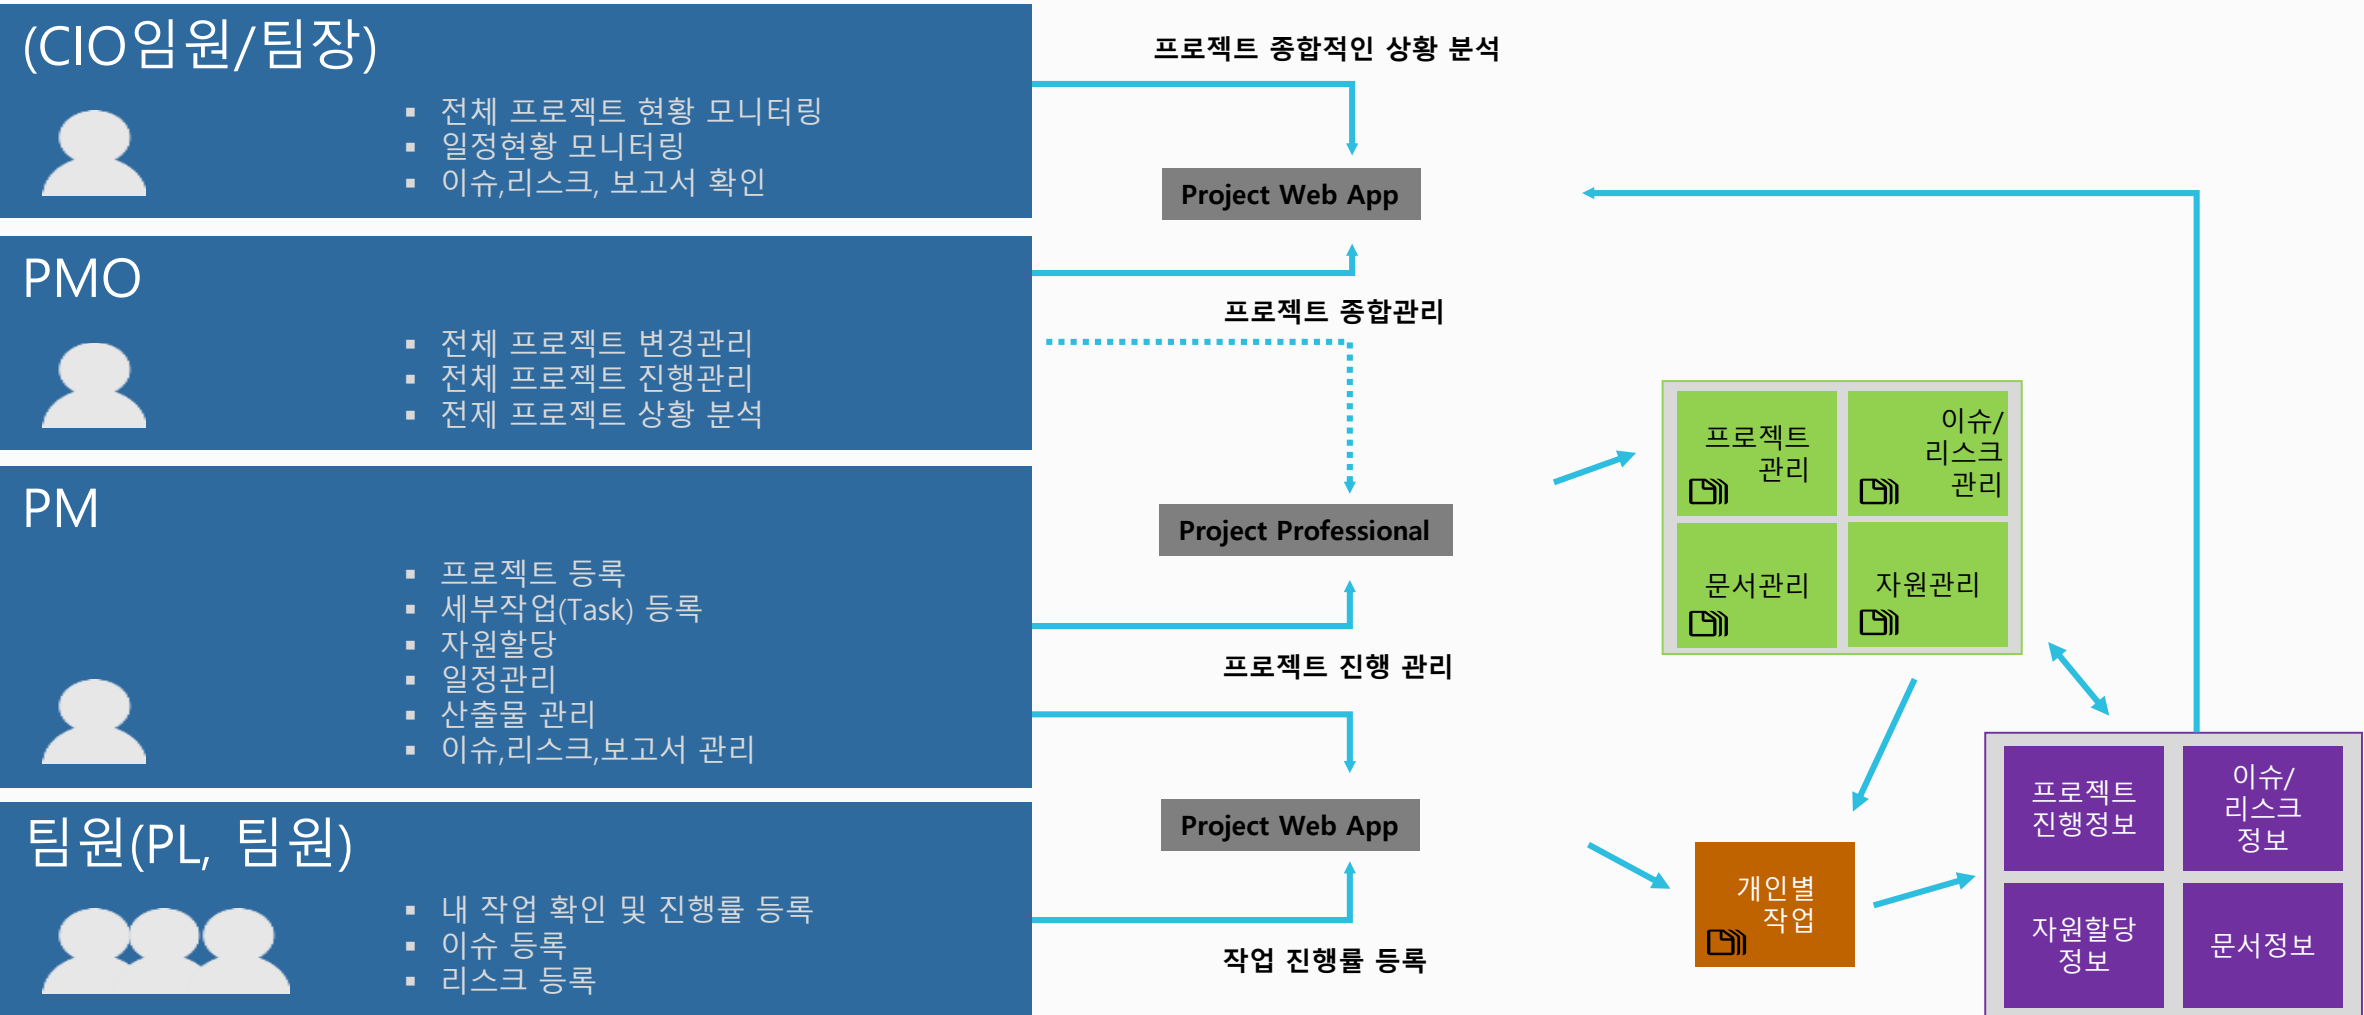 (CIO임원/팀장)
▪ 전체 프로젝트 현황 모니터링
▪ 일정현황 모니터링
▪ 이슈,리스크, 보고서 확인
PMO
▪ 전체 프로젝트 변경관리
▪ 전체 프로젝트 진행관리
▪ 전제 프로젝트 상황 분석
PM
▪ 프로젝트 등록
▪ 세부작업(Task) 등록
▪ 자원할당
▪ 일정관리
▪ 산출물 관리
▪ 이슈,리스크,보고서 관리
팀원(PL, 팀원)
▪ 내 작업 확인 및 진행률 등록
▪ 이슈 등록
▪ 리스크 등록
프로젝트 종합적인 상황 분석
Project Web App
프로젝트 종합관리
Project Professional
프로젝트 진행 관리
Project Web App
작업 진행률 등록
프로젝트
관리
이슈/
리스크
관리
문서관리
자원관리
개인별
작업
프로젝트
진행정보
이슈/
리스크
정보
자원할당
정보
문서정보